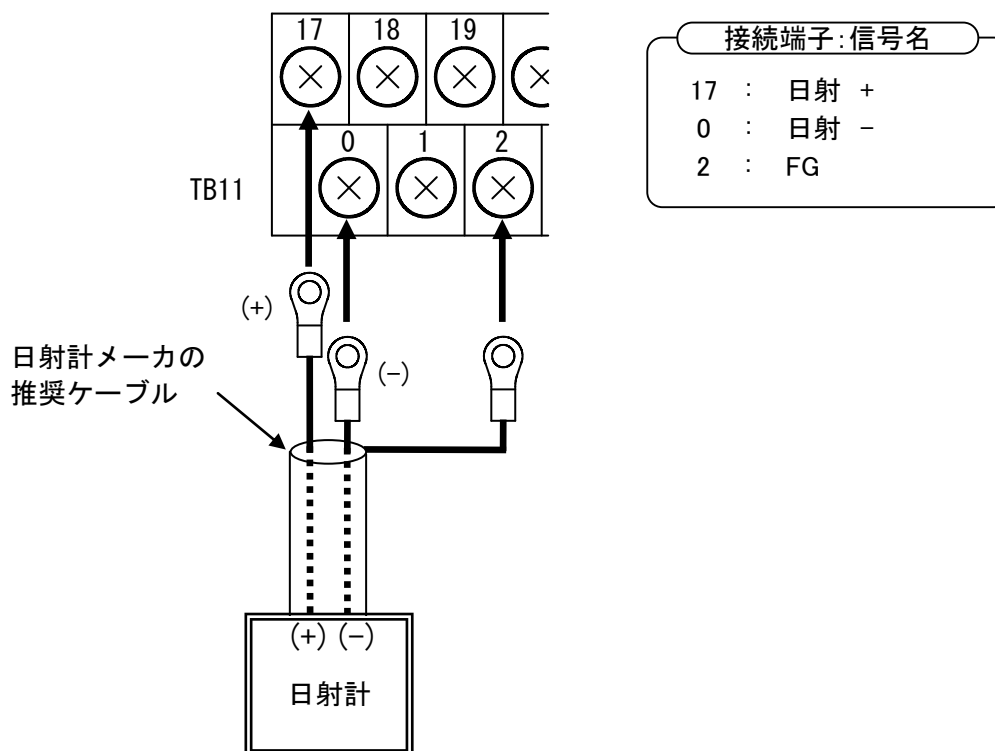 17 18 19
0 1 2
TB11
接続端子:信号名
17 : 日射 +
0 : 日射 −
2 : FG
(+)
(−)
日射計メーカの
推奨ケーブル
(+) (−)
日射計